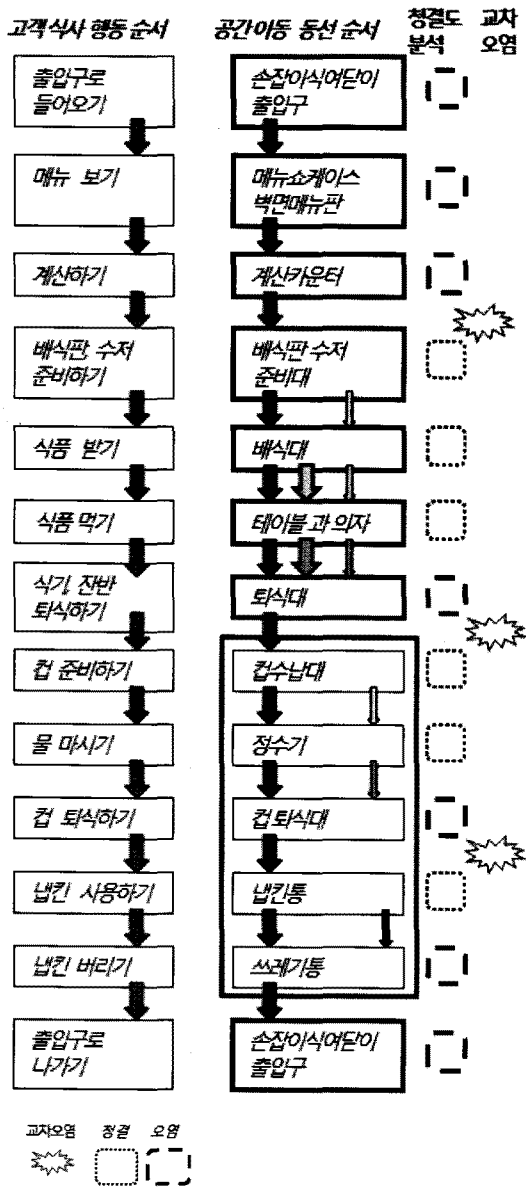 고객 식사 행동 순서
공간 이동 동선 순서
청결도 분석
교차 오염
출입구로
들어오기
손잡이식여닫이
출입구
메뉴 보기
메뉴쇼케이스
벽면메뉴판
계산하기
계산카운터
배식판, 수저
준비하기
배식판 수저
준비대
식품 받기
배식대
식품 먹기
테이블 과 의자
식기, 잔반
퇴식하기
퇴식대
컵 준비하기
컵수납대
물 마시기
정수기
컵 퇴식하기
컵 퇴식대
냅킨 사용하기
냅킨통
냅킨 버리기
쓰레기통
출입구로
나가기
손잡이식여닫이
출입구
교차오염
청결
오염